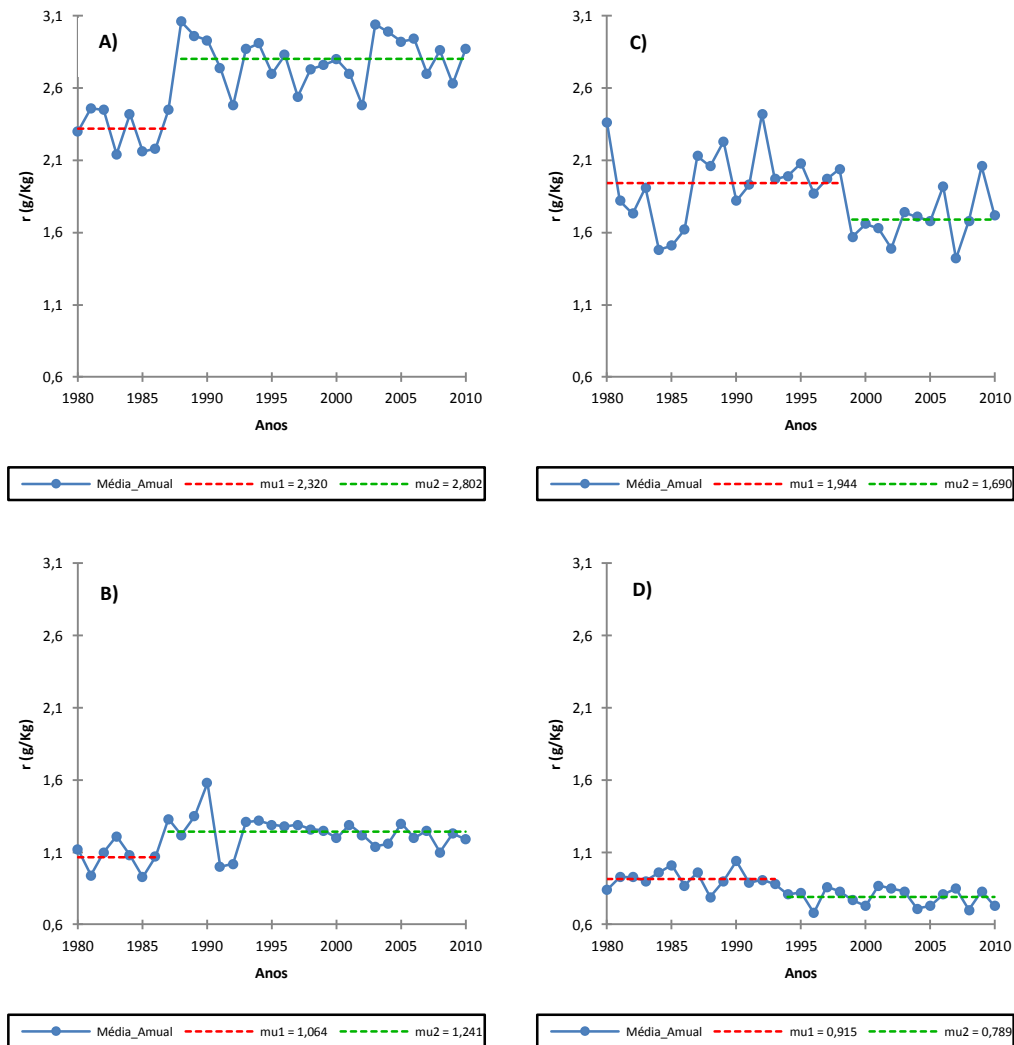 A)
3,1
2,6
2,1
1,6
1,1
0,6
r (g/Kg)
1980 1985 1990 1995 2000 2005 2010
Anos
Média_Amual mu1 = 2,320 mu2 = 2,802
C)
3,1
2,6
2,1
1,6
1,1
0,6
r (g/Kg)
1980 1985 1990 1995 2000 2005 2010
Anos
Média_Amual mu1 = 1,944 mu2 = 1,690
B)
3,1
2,6
2,1
1,6
1,1
0,6
r (g/Kg)
1980 1985 1990 1995 2000 2005 2010
Anos
Média_Amual mu1 = 1,064 mu2 = 1,241
D)
3,1
2,6
2,1
1,6
1,1
0,6
r (g/Kg)
1980 1985 1990 1995 2000 2005 2010
Anos
Média_Amual mu1 = 0,915 mu2 = 0,789